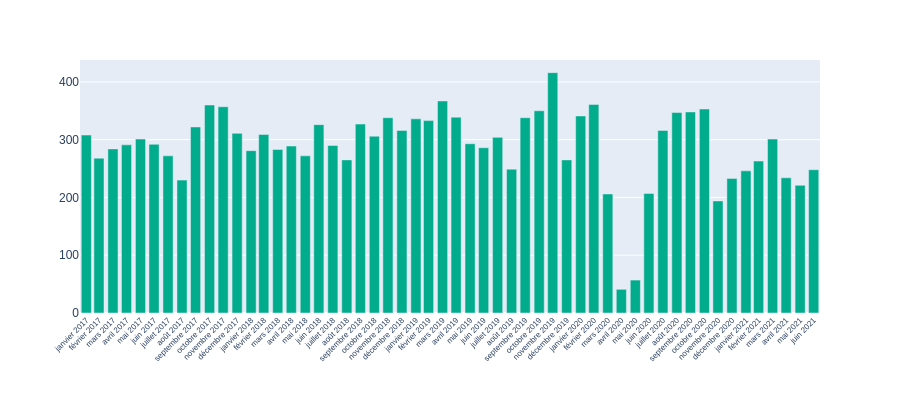 400
300
200
100
0
janvier 2017
février 2017
mars 2017
avril 2017
mai 2017
juin 2017
juillet 2017
août 2017
septembre 2017
octobre 2017
novembre 2017
décembre 2017
janvier 2018
février 2018
mars 2018
avril 2018
mai 2018
juin 2018
juillet 2018
août 2018
septembre 2018
octobre 2018
novembre 2018
décembre 2018
janvier 2019
février 2019
mars 2019
avril 2019
mai 2019
juin 2019
juillet 2019
août 2019
septembre 2019
octobre 2019
novembre 2019
décembre 2019
janvier 2020
février 2020
mars 2020
avril 2020
mai 2020
juin 2020
juillet 2020
août 2020
septembre 2020
octobre 2020
novembre 2020
décembre 2020
janvier 2021
février 2021
mars 2021
avril 2021
mai 2021
juin 2021